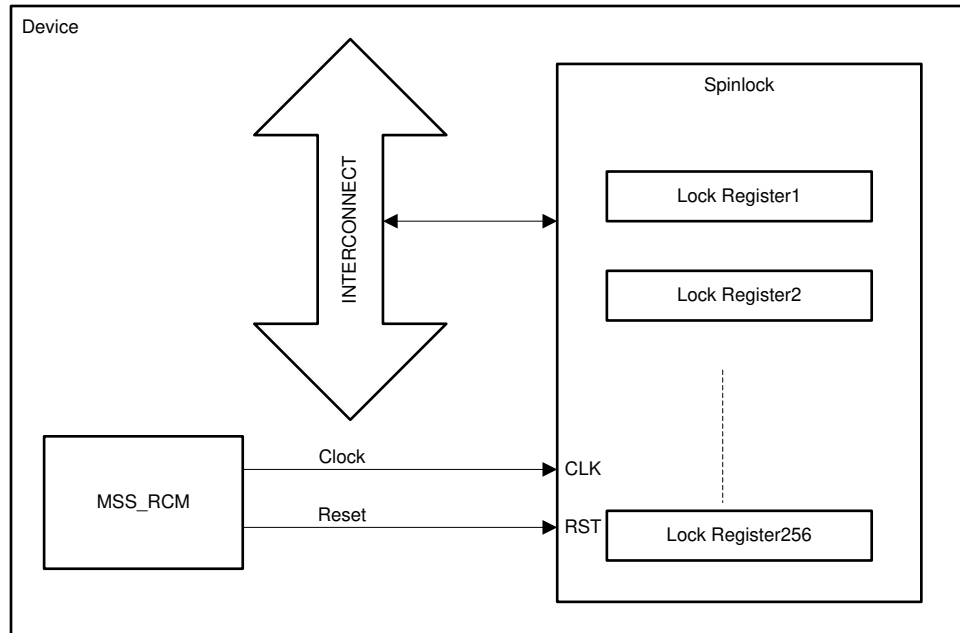 Device
Spinlock
Lock Register1
INTERCONNECT
Lock Register2
Clock
CLK
MSS_RCM
Reset
RST
Lock Register256